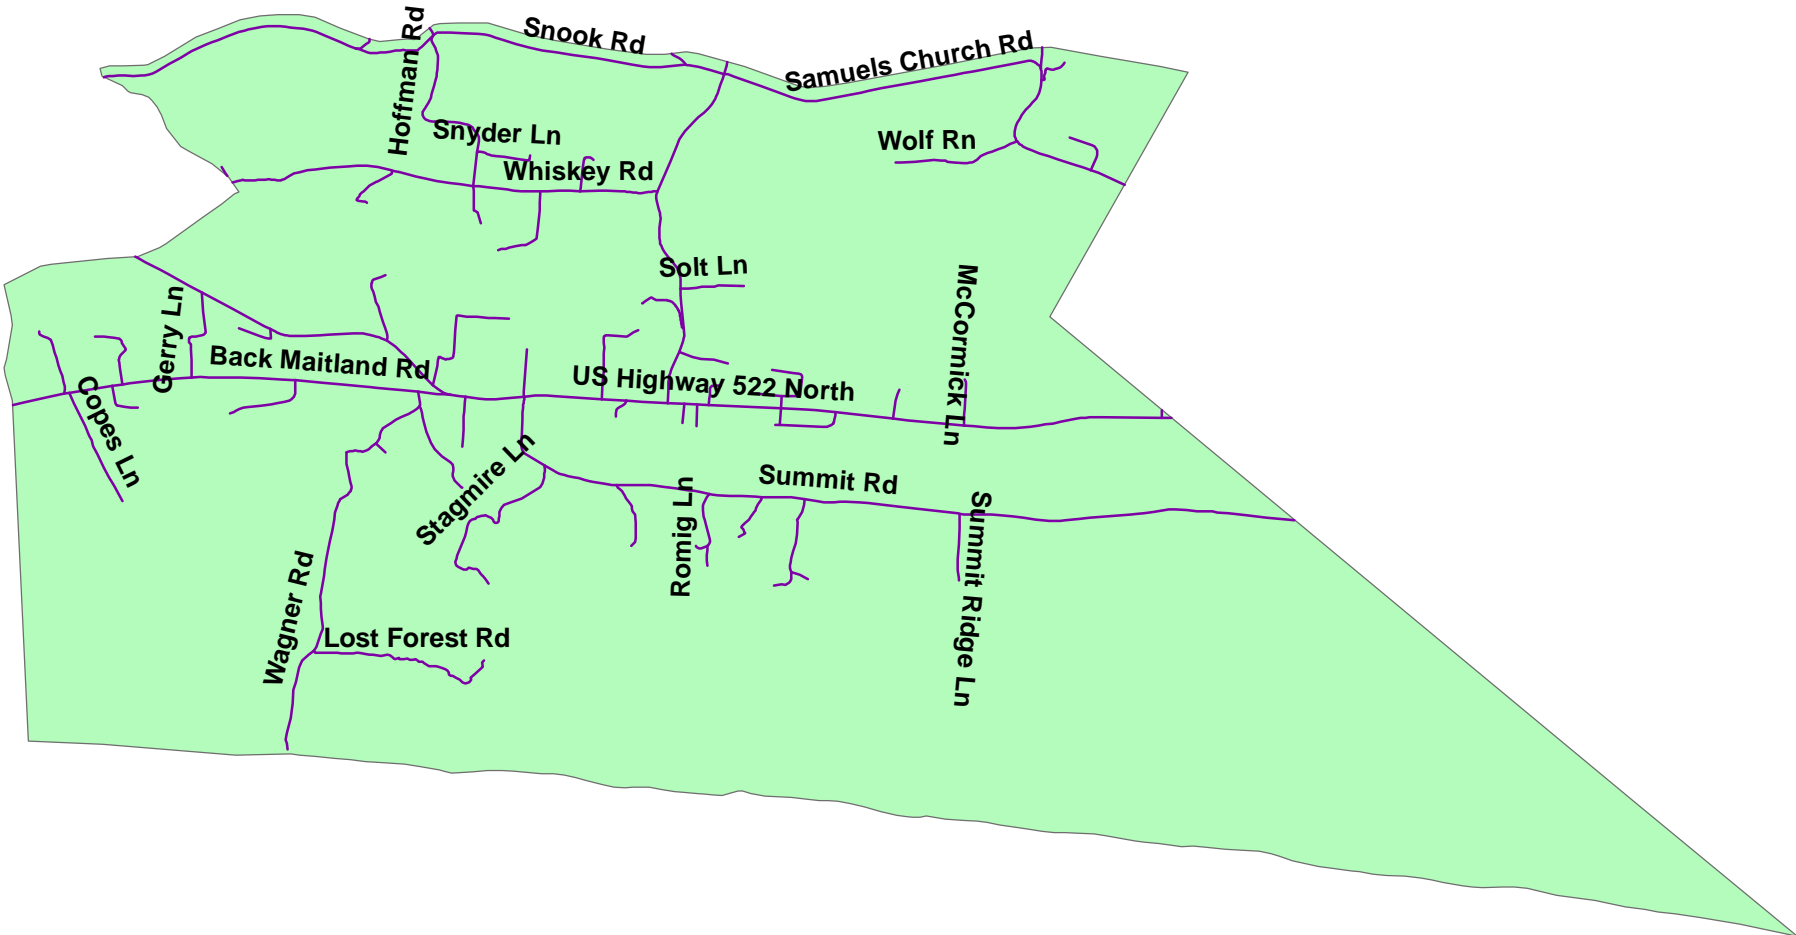 Hoffman Rd
Snook Rd
Samuels Church Rd
Snyder Ln
Wolf Rn
Whiskey Rd
Solt Ln
Gerry Ln
McCormick Ln
Back Maitland Rd
US Highway 522 North
Copes Ln
Stagmire Ln
Summit Rd
Romig Ln
Summit Ridge Ln
Wagner Rd
Lost Forest Rd